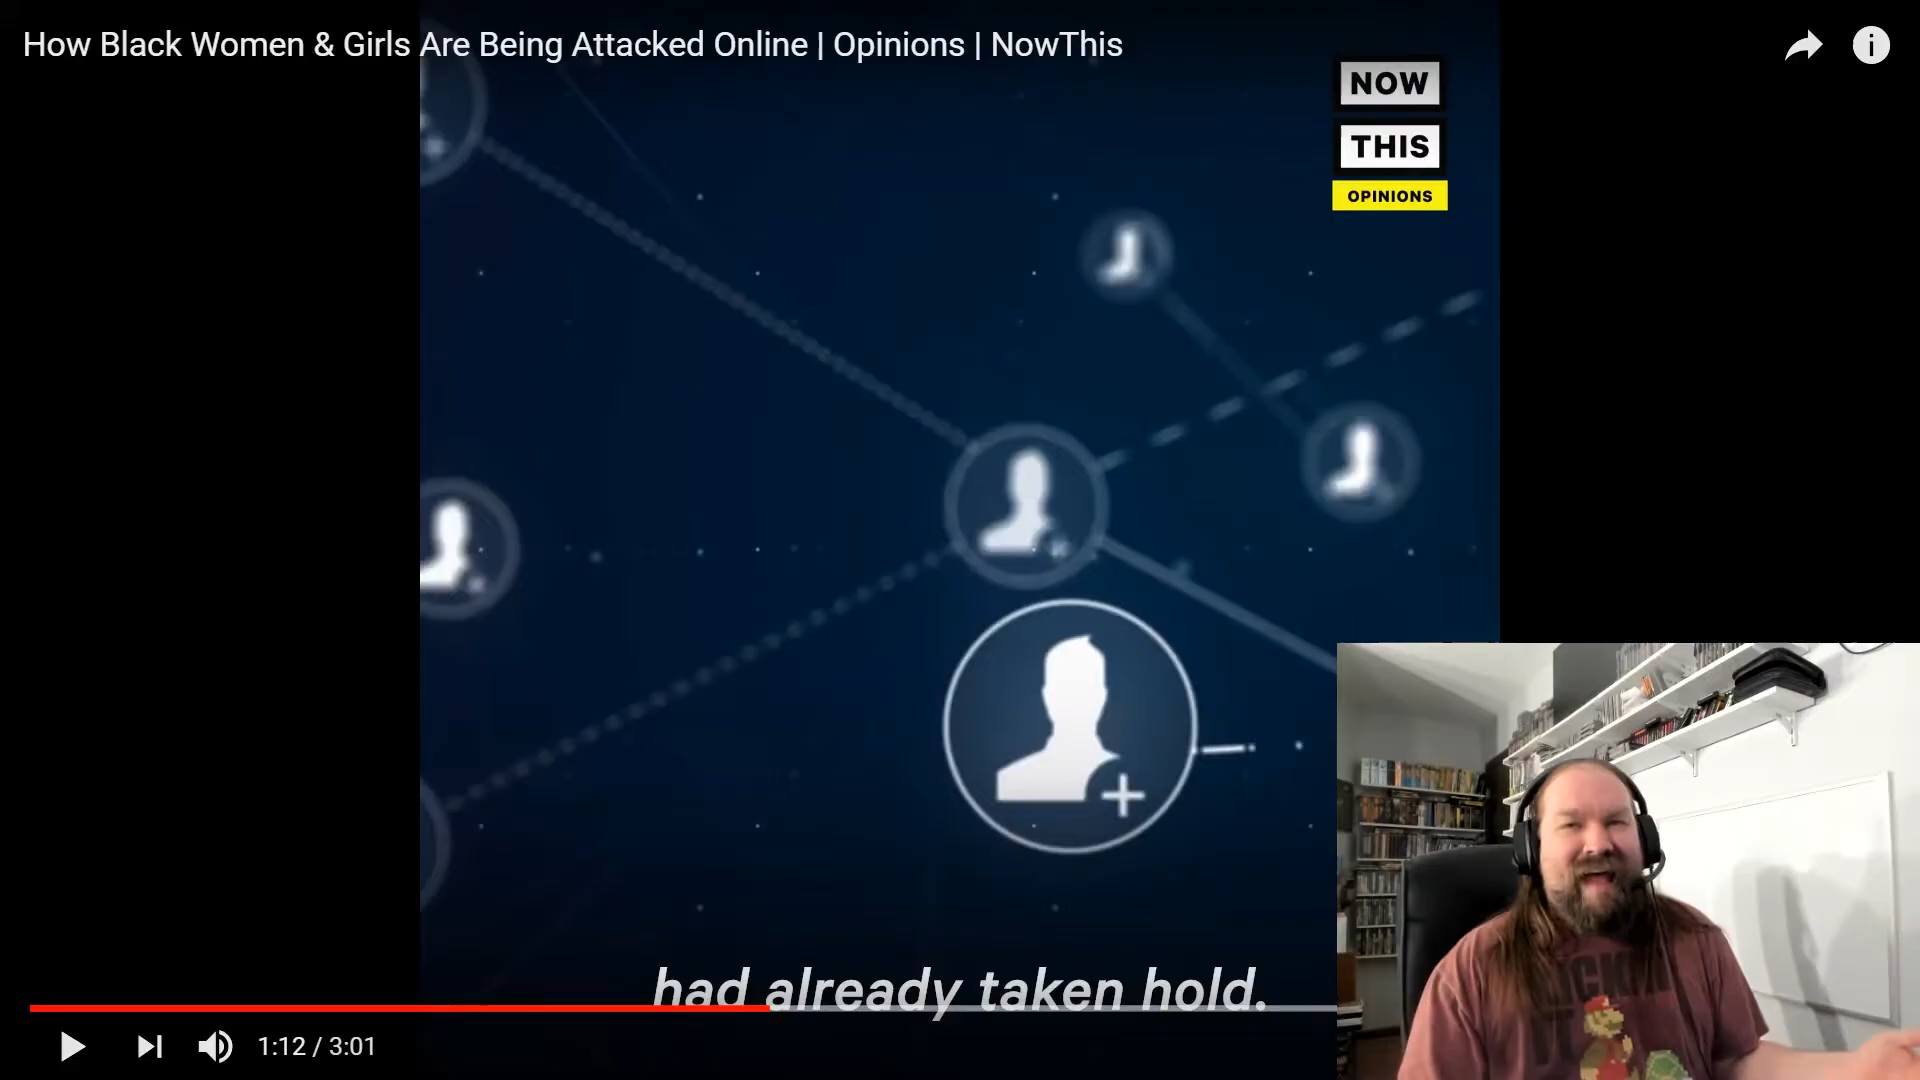 How Black Women & Girls Are Being Attacked Online | Opinions | NowThis
NOW
THIS
OPINIONS
had already taken hold.
1:12 / 3:01